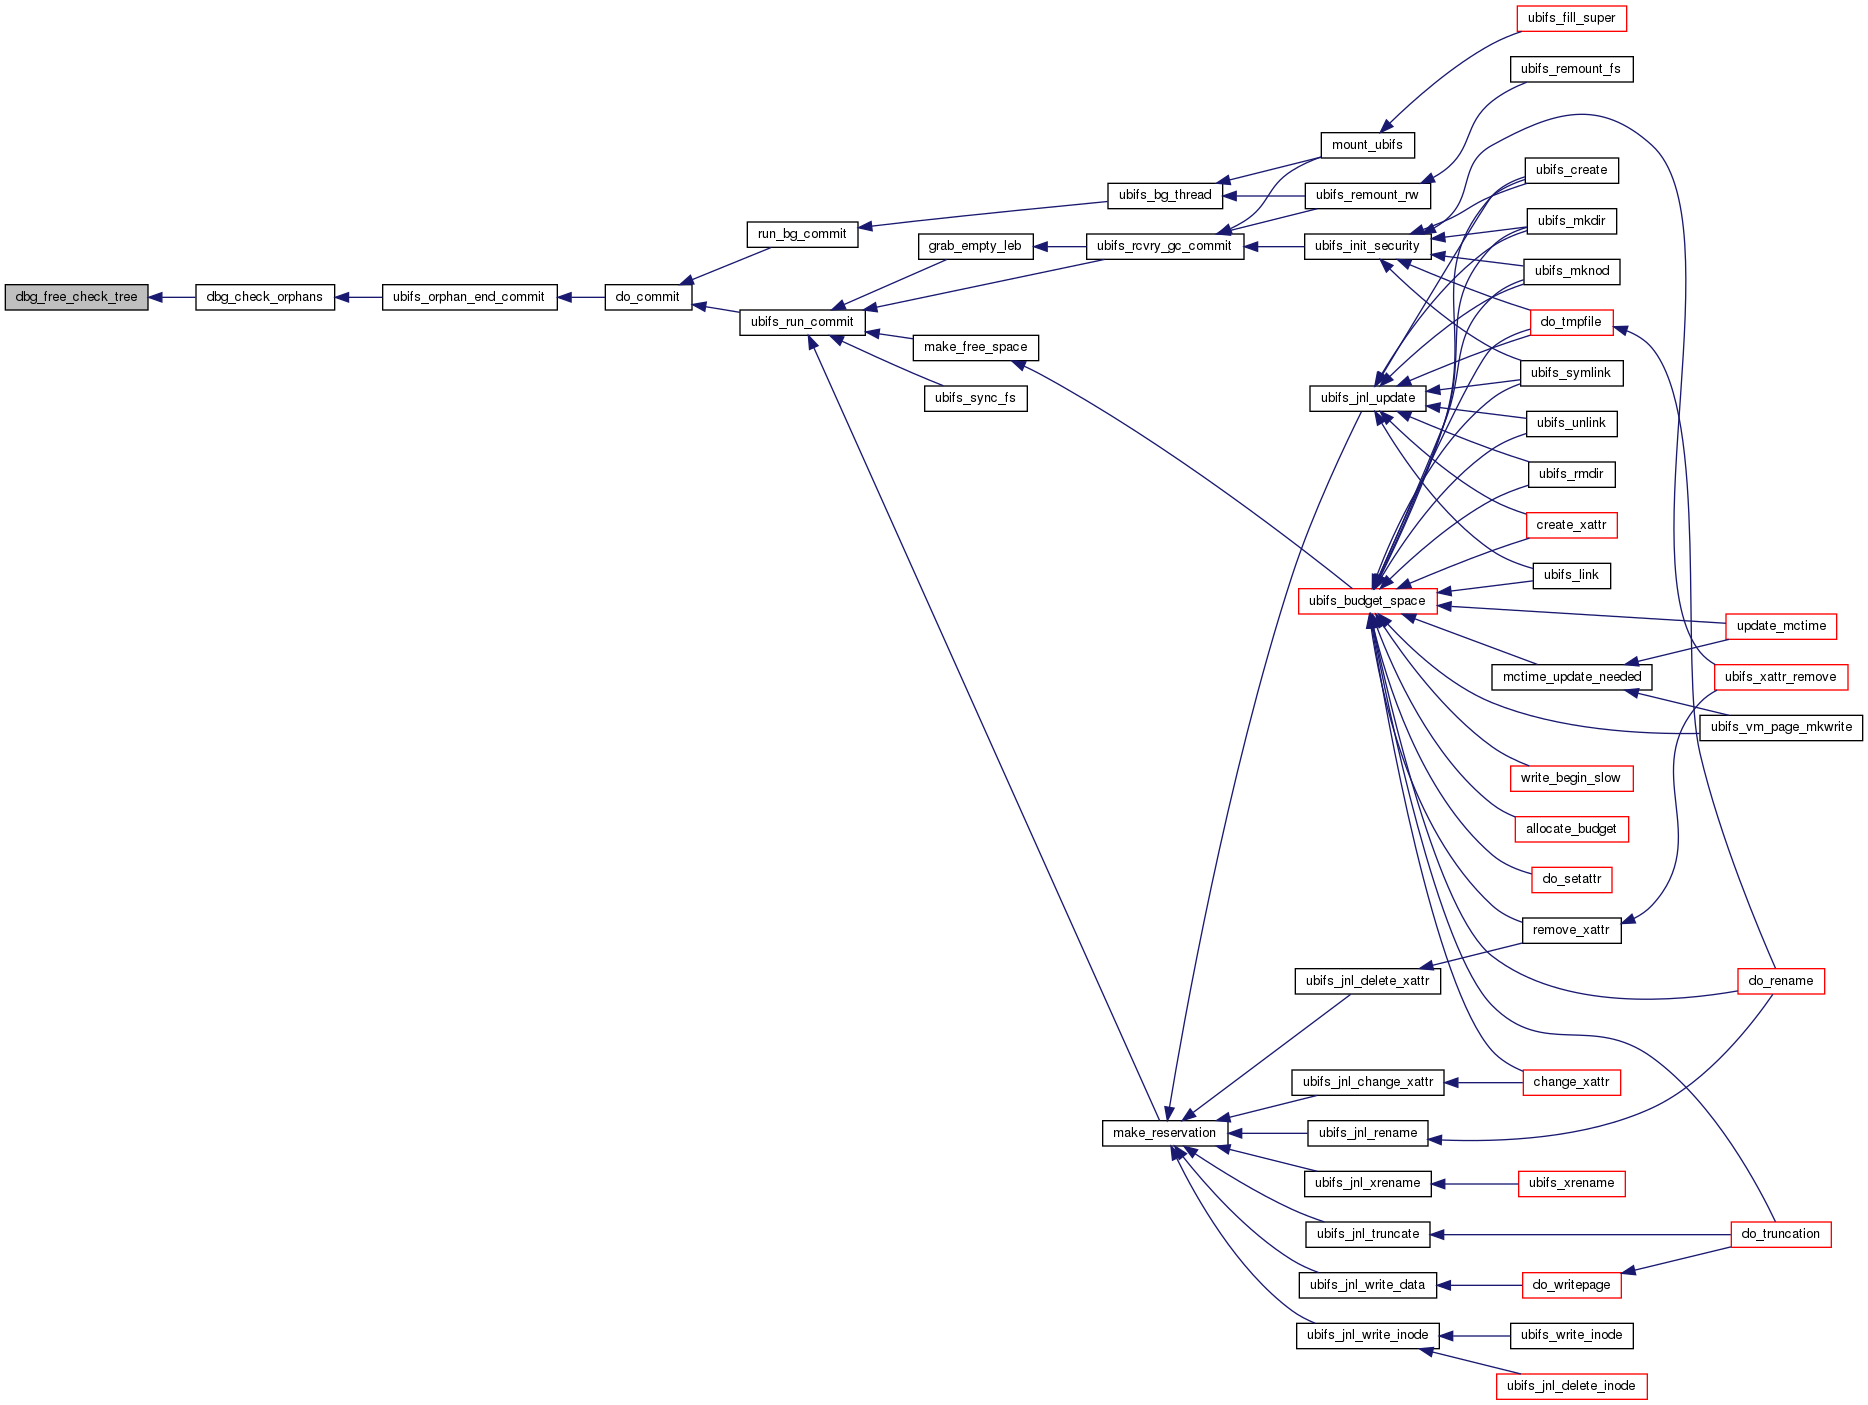 dbg_free_check_tree
dbg_check_orphans
ubifs_orphan_end_commit
do_commit
run_bg_commit
ubifs_run_commit
grab_empty_leb
make_free_space
ubifs_sync_fs
ubifs_bg_thread
ubifs_rcvry_gc_commit
make_reservation
mount_ubifs
ubifs_remount_rw
ubifs_init_security
ubifs_jnl_update
ubifs_budget_space
ubifs_jnl_delete_xattr
ubifs_jnl_change_xattr
ubifs_jnl_rename
ubifs_jnl_xrename
ubifs_jnl_truncate
ubifs_jnl_write_data
ubifs_jnl_write_inode
ubifs_fill_super
ubifs_remount_fs
ubifs_create
ubifs_mkdir
ubifs_mknod
do_tmpfile
ubifs_symlink
ubifs_unlink
ubifs_rmdir
create_xattr
ubifs_link
mctime_update_needed
write_begin_slow
allocate_budget
do_setattr
remove_xattr
change_xattr
ubifs_xrename
do_writepage
ubifs_write_inode
ubifs_jnl_delete_inode
update_mctime
ubifs_xattr_remove
ubifs_vm_page_mkwrite
do_rename
do_truncation